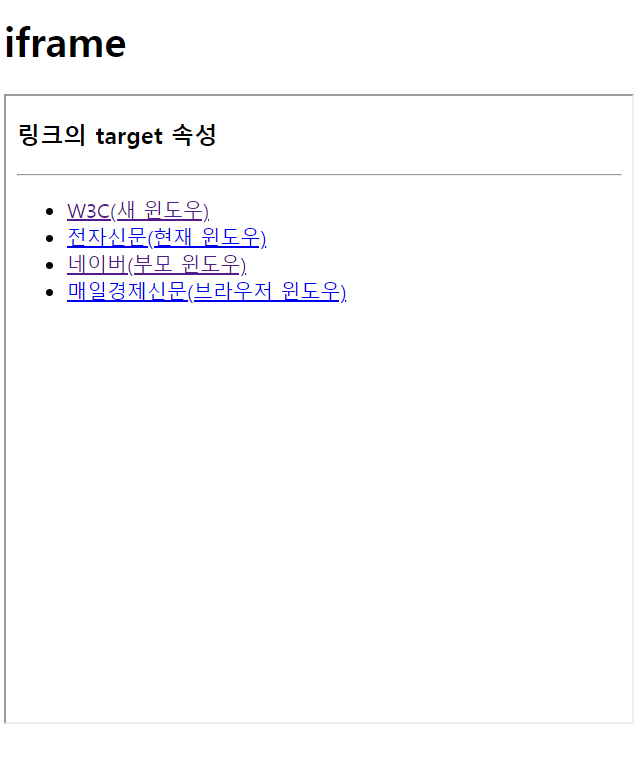 iframe
링크의 target 속성
W3C(새 윈도우)
전자신문(현재 윈도우)
네이버(부모 윈도우)
매일경제신문(브라우저 윈도우)